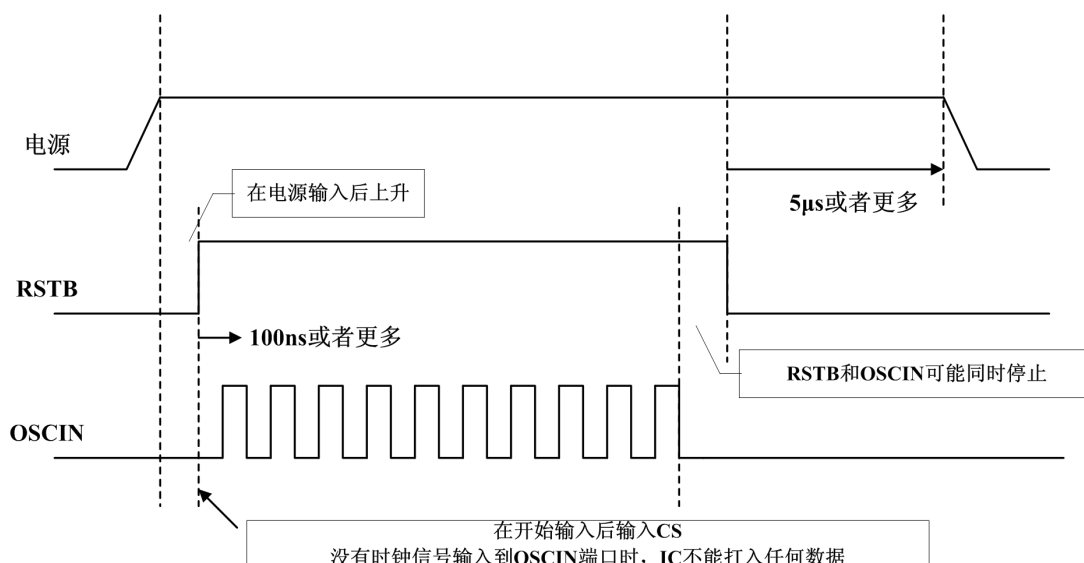 电源
在电源输入后上升
5μs或者更多
RSTB
100ns或者更多
RSTB和OSCIN可能同时停止
OSCIN
在开始输入后输入CS
没有时钟信号输入到OSCIN端口时，IC不能打入任何数据